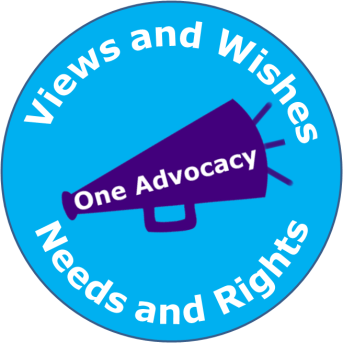 Views and Wishes
One Advocacy
Needs and Rights